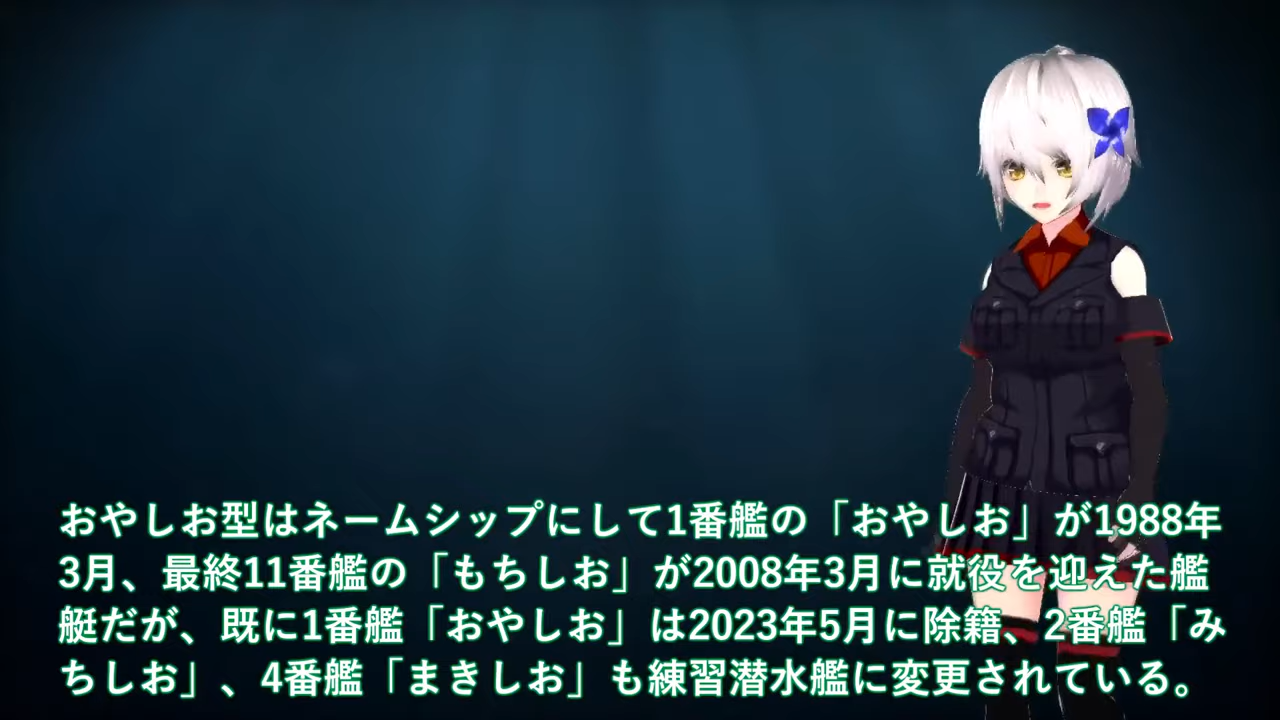 おやしお型はネームシップにして1番艦の「おやしお」が1988年
3月、最終11番艦の「もちしお」が2008年3月に就役を迎えた艦
艇だが、既に1番艦「おやしお」は2023年5月に除籍、2番艦「み
ちしお」、4番艦「まきしお」も練習潜水艦に変更されている。